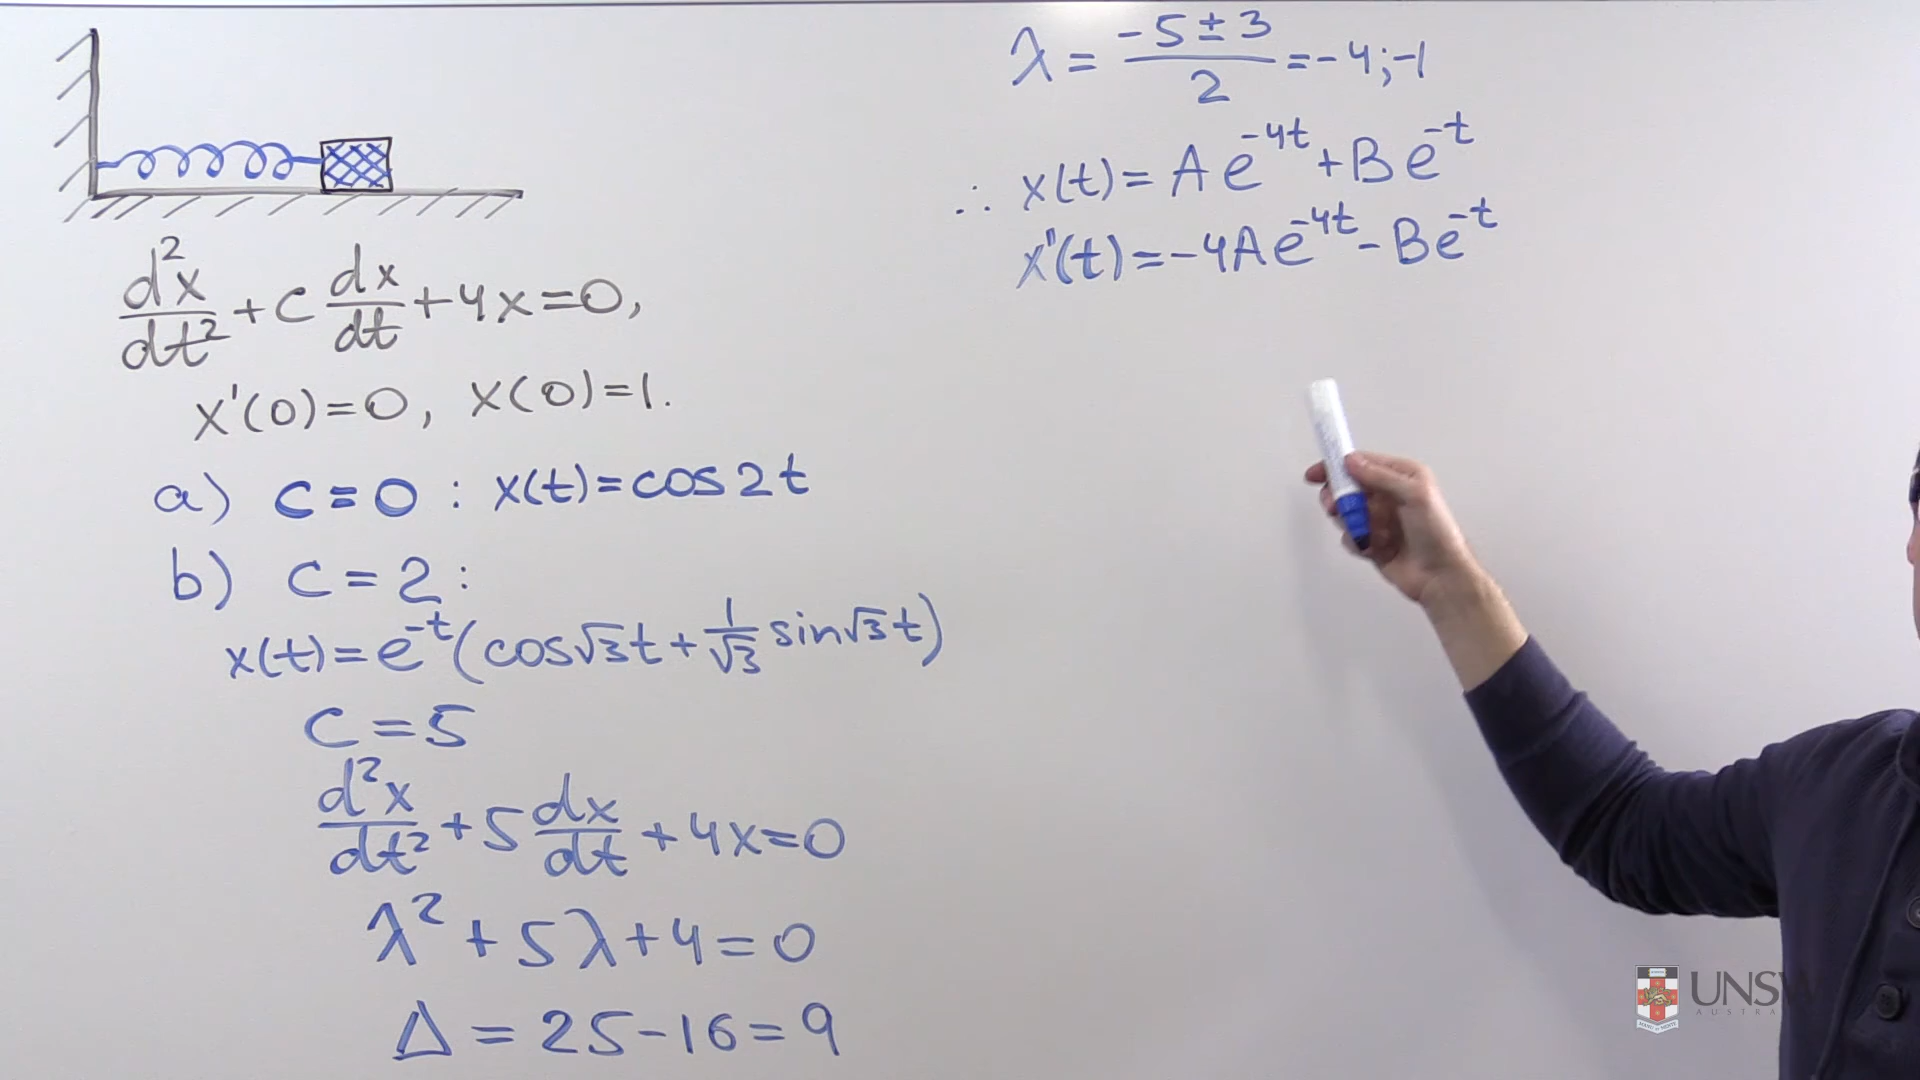 d²x/dt² + c dx/dt + 4x = 0,
x'(0) = 0, x(0) = 1.
a) c = 0 : x(t) = cos 2t
b) c = 2 :
x(t) = e^{-t}(cos√3t + 1/√3 sin√3t)
c = 5
d²x/dt² + 5 dx/dt + 4x = 0
λ² + 5λ + 4 = 0
Δ = 25 - 16 = 9
λ = (-5 ± 3)/2 = -4; -1
∴ x(t) = Ae^{-4t} + Be^{-t}
x'(t) = -4Ae^{-4t} - Be^{-t}